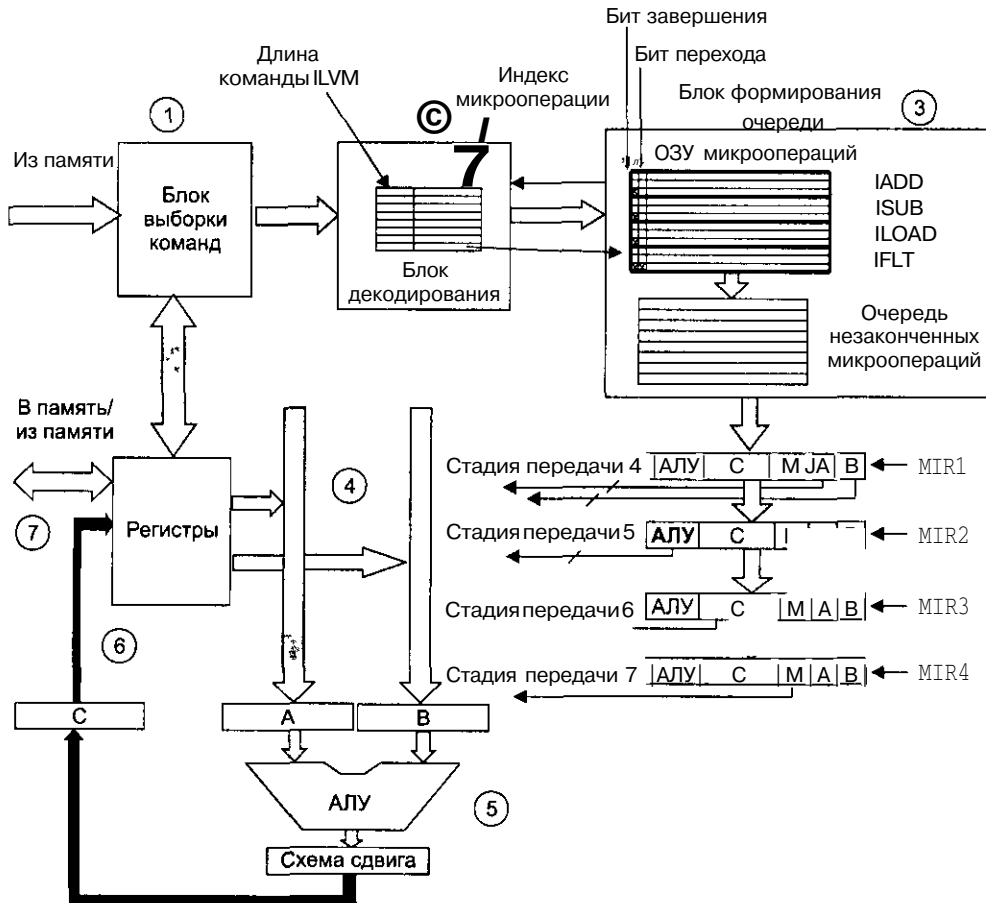 Бит завершения
Бит перехода
Длина
команды ILVM
Индекс
микрооперации
Блок формирования
очереди
3
1
©
7
Из памяти
Блок
выборки
команд
ОЗУ микроопераций
IADD
ISUB
ILOAD
IFLT
Блок
декодирования
Очередь
незаконченных
микроопераций
В память/
из памяти
7
Регистры
4
Стадия передачи 4 АЛУ C M JA B MIR1
Стадия передачи 5 АЛУ C MIR2
Стадия передачи 6 АЛУ C M A B MIR3
Стадия передачи 7 АЛУ C M A B MIR4
6
C
A
B
АЛУ
5
Схема сдвига